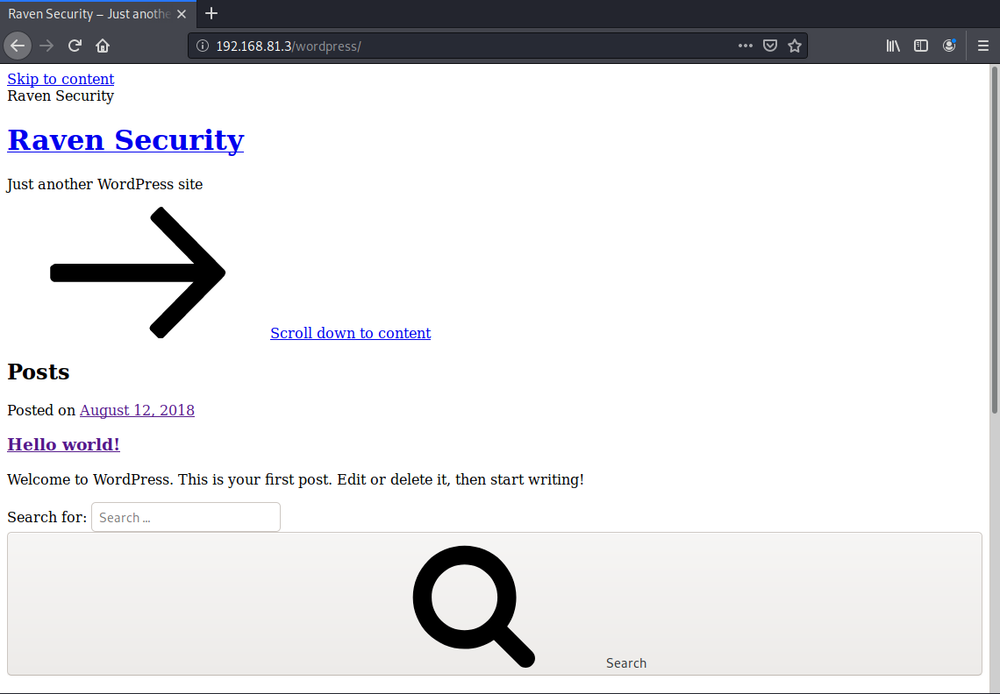 Raven Security – Just anothe
192.168.81.3/wordpress/
Skip to content
Raven Security
Raven Security
Just another WordPress site
Scroll down to content
Posts
Posted on August 12, 2018
Hello world!
Welcome to WordPress. This is your first post. Edit or delete it, then start writing!
Search for: Search ...
Search